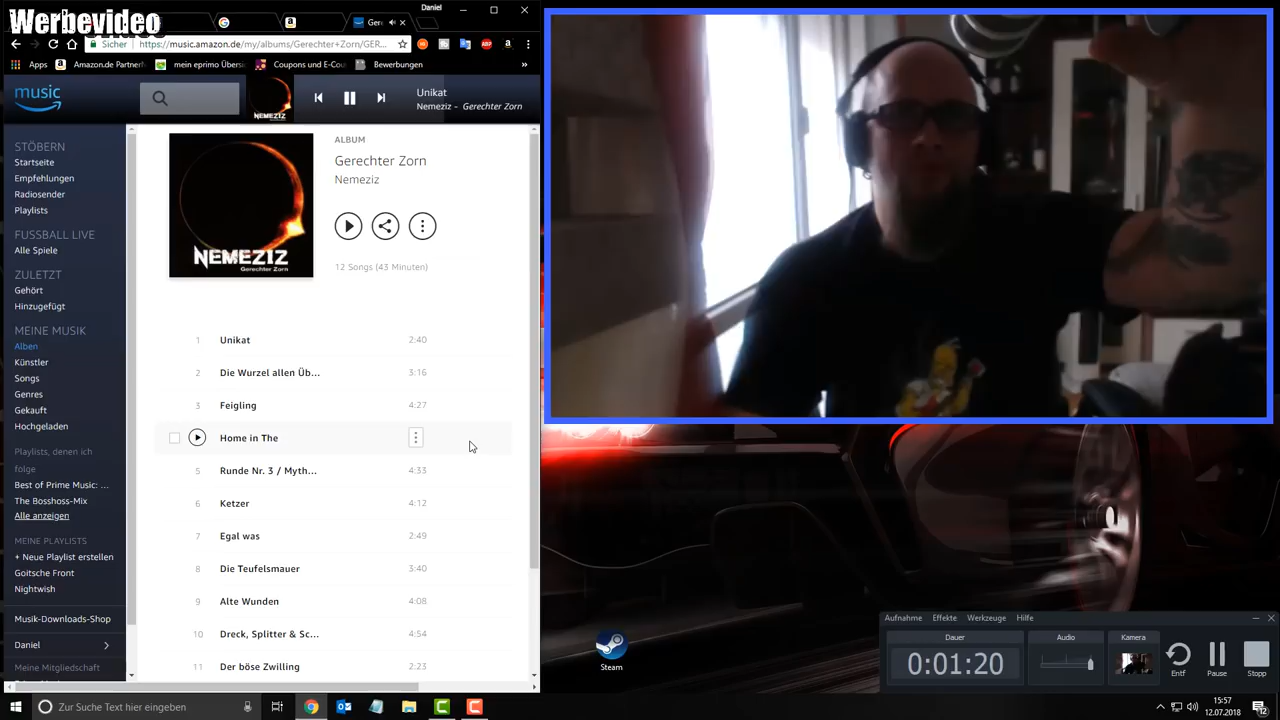 Werbevideo
Daniel
Gere
Sicher
https://music.amazon.de/my/albums/Gerechter+Zorn/GER...
Apps
Amazon.de Partner
mein eprimo Übersic
Coupons und E-Cou
Bewerbungen
music
Unikat
Nemeziz - Gerechter Zorn
STÖBERN
Startseite
Empfehlungen
Radiosender
Playlists
FUSSBALL LIVE
Alle Spiele
ZULETZT
Gehört
Hinzugefügt
MEINE MUSIK
Alben
Künstler
Songs
Genres
Gekauft
Hochgeladen
Playlists, denen ich
folge
Best of Prime Music: ...
The Bosshoss-Mix
Alle anzeigen
MEINE PLAYLISTS
+ Neue Playlist erstellen
Goitsche Front
Nightwish
Musik-Downloads-Shop
Daniel
Meine Mitgliedschaft
NEMEZIZ
Gerechter Zorn
ALBUM
Gerechter Zorn
Nemeziz
12 Songs (43 Minuten)
1 Unikat 2:40
2 Die Wurzel allen Üb... 3:16
3 Feigling 4:27
Home in The
5 Runde Nr. 3 / Myth... 4:33
6 Ketzer 4:12
7 Egal was 2:49
8 Die Teufelsmauer 3:40
9 Alte Wunden 4:08
10 Dreck, Splitter & Sc... 4:54
11 Der böse Zwilling 2:23
Steam
Aufnahme Effekte Werkzeuge Hilfe
Dauer
0:01:20
Audio
Kamera
Entf
Pause
Stopp
Zur Suche Text hier eingeben
15:57
12.07.2018
12